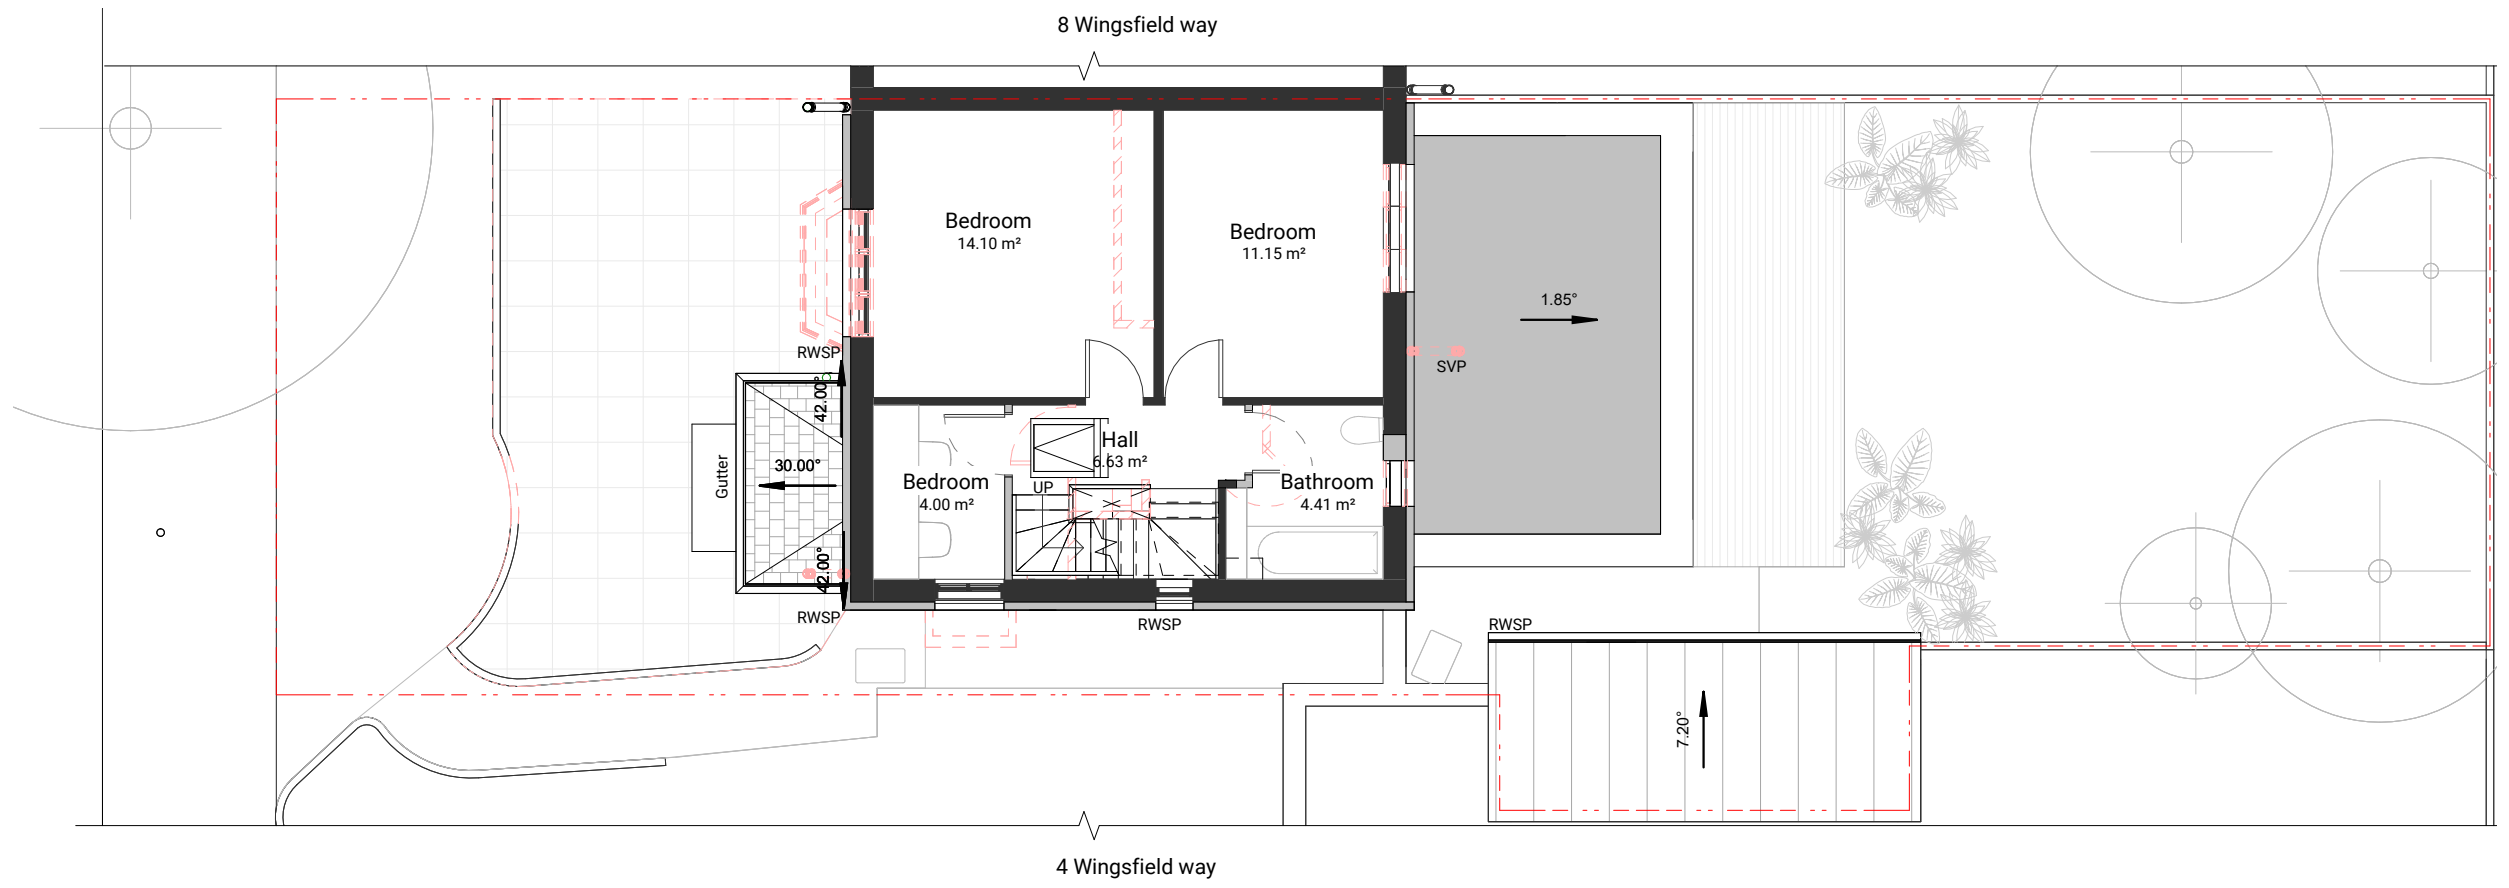 8 Wingsfield way
Bedroom
14.10 m²
Bedroom
11.15 m²
1.85°
RWSP
SVP
42.00°
30.00°
Gutter
Hall
6.63 m²
UP
Bedroom
4.00 m²
Bathroom
4.41 m²
42.00°
RWSP
RWSP
RWSP
7.20°
4 Wingsfield way